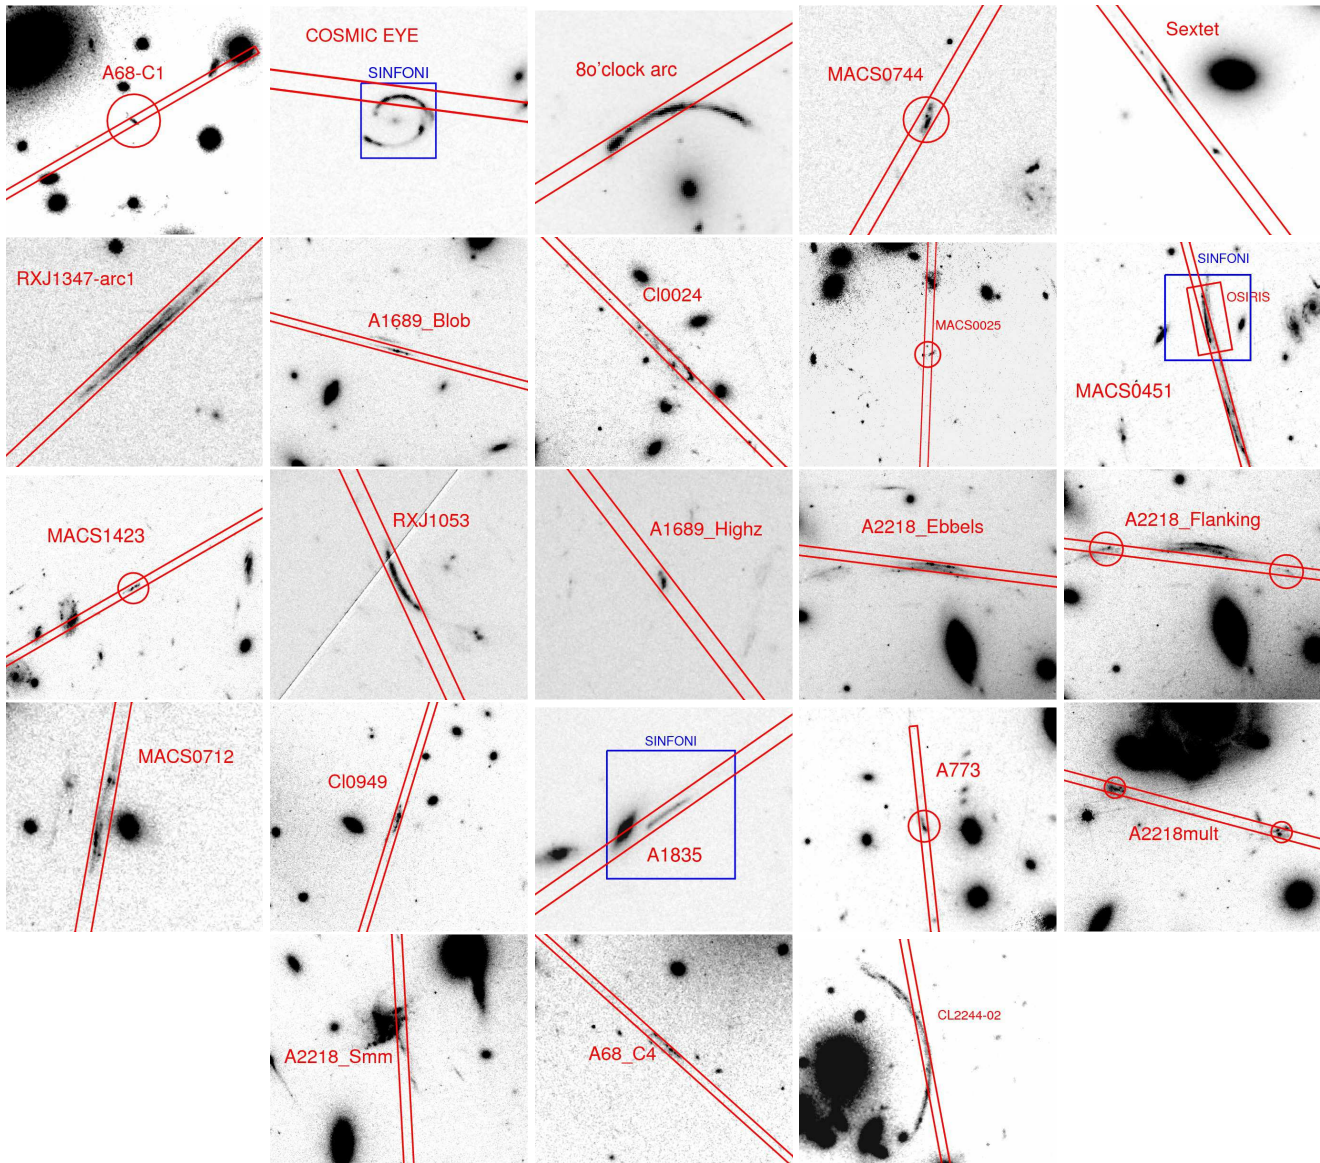 A68-C1
COSMIC EYE
SINFONI
8o'clock arc
MACS0744
Sextet
RXJ1347-arc1
A1689_Blob
Cl0024
MACS0025
SINFONI
OSIRIS
MACS0451
MACS1423
RXJ1053
A1689_Highz
A2218_Ebbels
A2218_Flanking
MACS0712
Cl0949
SINFONI
A1835
A773
A2218mult
A2218_Smm
A68_C4
CL2244-02